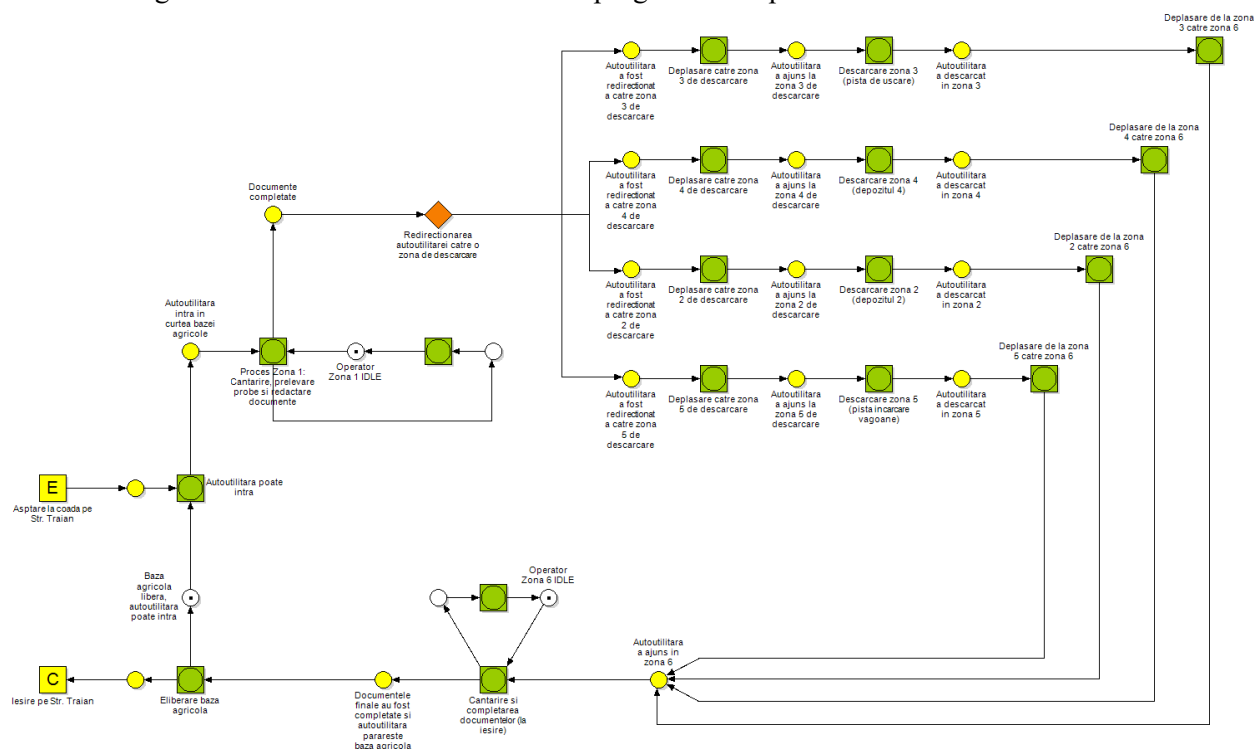 Deplasare de la zona
3 catre zona 6
Autoutilitara
a fost
redirectionat
a catre zona
3 de
descarcare
Deplasare catre zona
3 de descarcare
Autoutilitara
a ajuns la
zona 3 de
descarcare
Descarcare zona 3
(pista de uscare)
Autoutilitara
a descarcat
in zona 3
Deplasare de la zona
4 catre zona 6
Autoutilitara
a fost
redirectionat
a catre zona
4 de
descarcare
Deplasare catre zona
4 de descarcare
Autoutilitara
a ajuns la
zona 4 de
descarcare
Descarcare zona 4
(depozitul 4)
Autoutilitara
a descarcat
in zona 4
Documente
completate
Redirectionarea
autoutilitarei catre o
zona de descarcare
Deplasare de la zona
2 catre zona 6
Autoutilitara
a fost
redirectionat
a catre zona
2 de
descarcare
Deplasare catre zona
2 de descarcare
Autoutilitara
a ajuns la
zona 2 de
descarcare
Descarcare zona 2
(depozitul 2)
Autoutilitara
a descarcat
in zona 2
Autoutilitara
intra in
curtea bazei
agricole
Proces Zona 1:
Cantarire, prelevare
probe si redactare
documente
Operator
Zona 1 IDLE
Deplasare de la zona
5 catre zona 6
Autoutilitara
a fost
redirectionat
a catre zona
5 de
descarcare
Deplasare catre zona
5 de descarcare
Autoutilitara
a ajuns la
zona 5 de
descarcare
Descarcare zona 5
(pista incarcare
vagoane)
Autoutilitara
a descarcat
in zona 5
E
Asptare la coada pe
Str. Traian
Autoutilitara poate
intra
Baza
agricola
libera,
autoutilitara
poate intra
Operator
Zona 6 IDLE
Autoutilitara
a ajuns in
zona 6
C
Iesire pe Str. Traian
Eliberare baza
agricola
Documentele
finale au fost
completate si
autoutilitara
parareste
baza agricola
Cantarire si
completarea
documentelor (la
iesire)